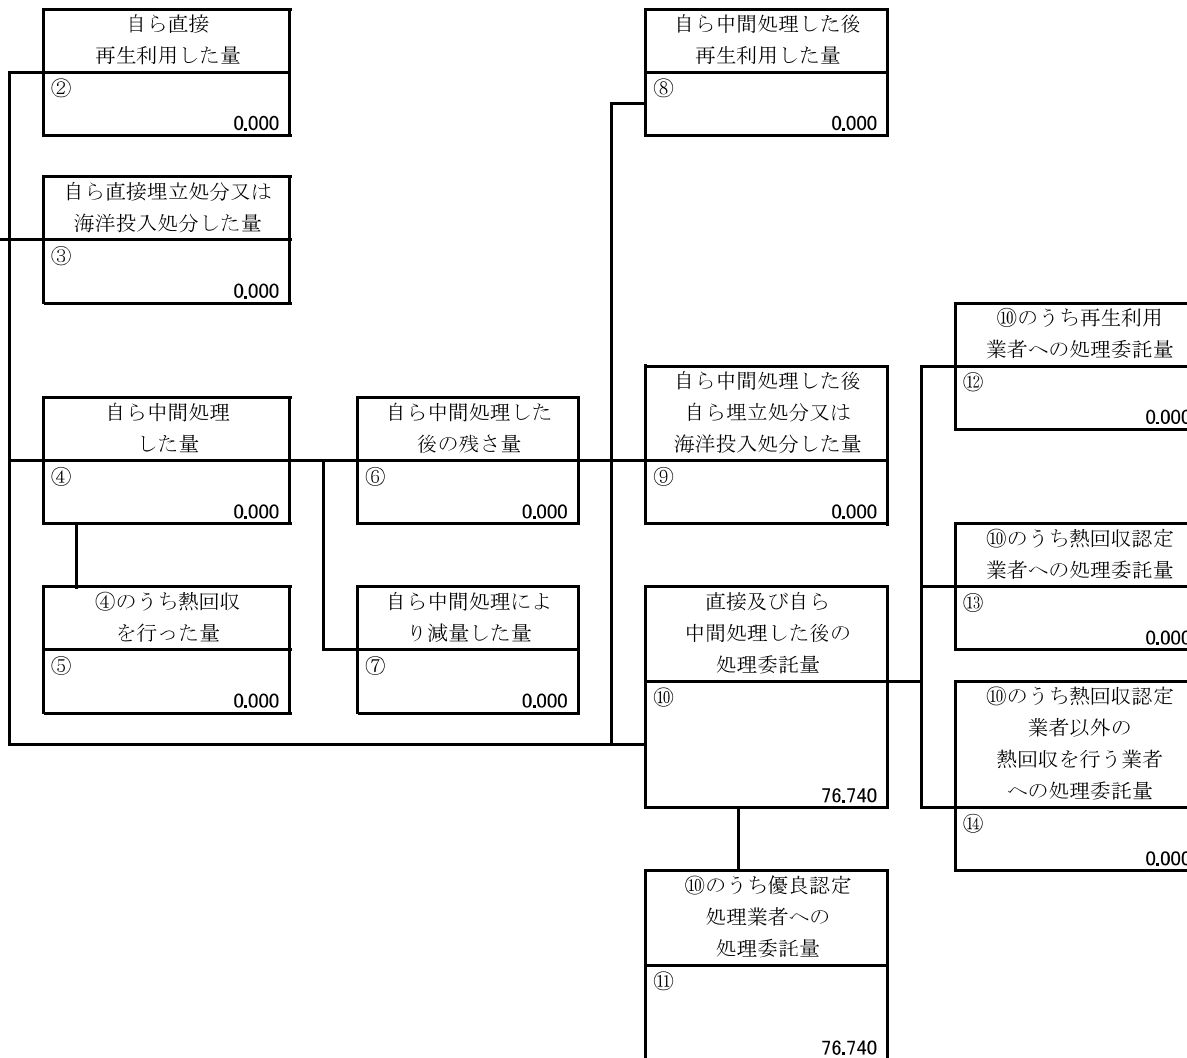 自ら直接
再生利用した量
②
0.000
自ら中間処理した後
再生利用した量
⑧
0.000
自ら直接埋立処分又は
海洋投入処分した量
③
0.000
⑩のうち再生利用
業者への処理委託量
⑫
0.000
自ら中間処理
した量
④
0.000
自ら中間処理した
後の残さ量
⑥
0.000
自ら中間処理した後
自ら埋立処分又は
海洋投入処分した量
⑨
0.000
⑩のうち熱回収認定
業者への処理委託量
⑬
0.000
④のうち熱回収
を行った量
⑤
0.000
自ら中間処理によ
り減量した量
⑦
0.000
直接及び自ら
中間処理した後の
処理委託量
⑩
76.740
⑩のうち熱回収認定
業者以外の
熱回収を行う業者
への処理委託量
⑭
0.000
⑩のうち優良認定
処理業者への
処理委託量
⑪
76.740